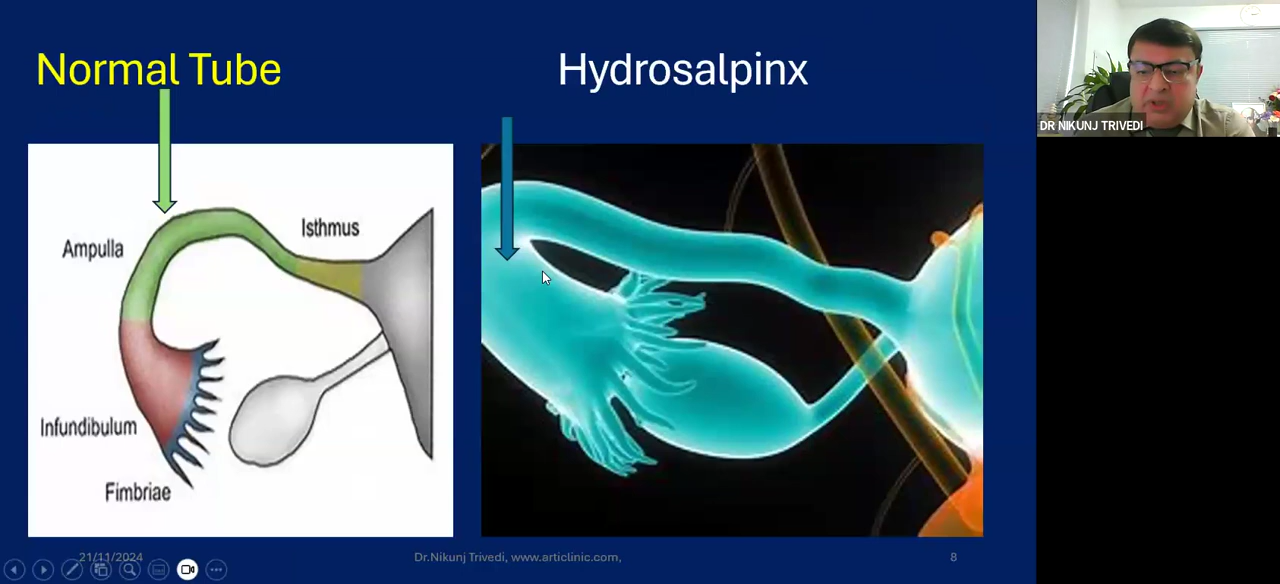 Normal Tube
Hydrosalpinx
DR NIKUNJ TRIVEDI
Isthmus
Ampulla
Infundibulum
Fimbriae
21/11/2024
Dr.Nikunj Trivedi, www.articlinic.com,
8